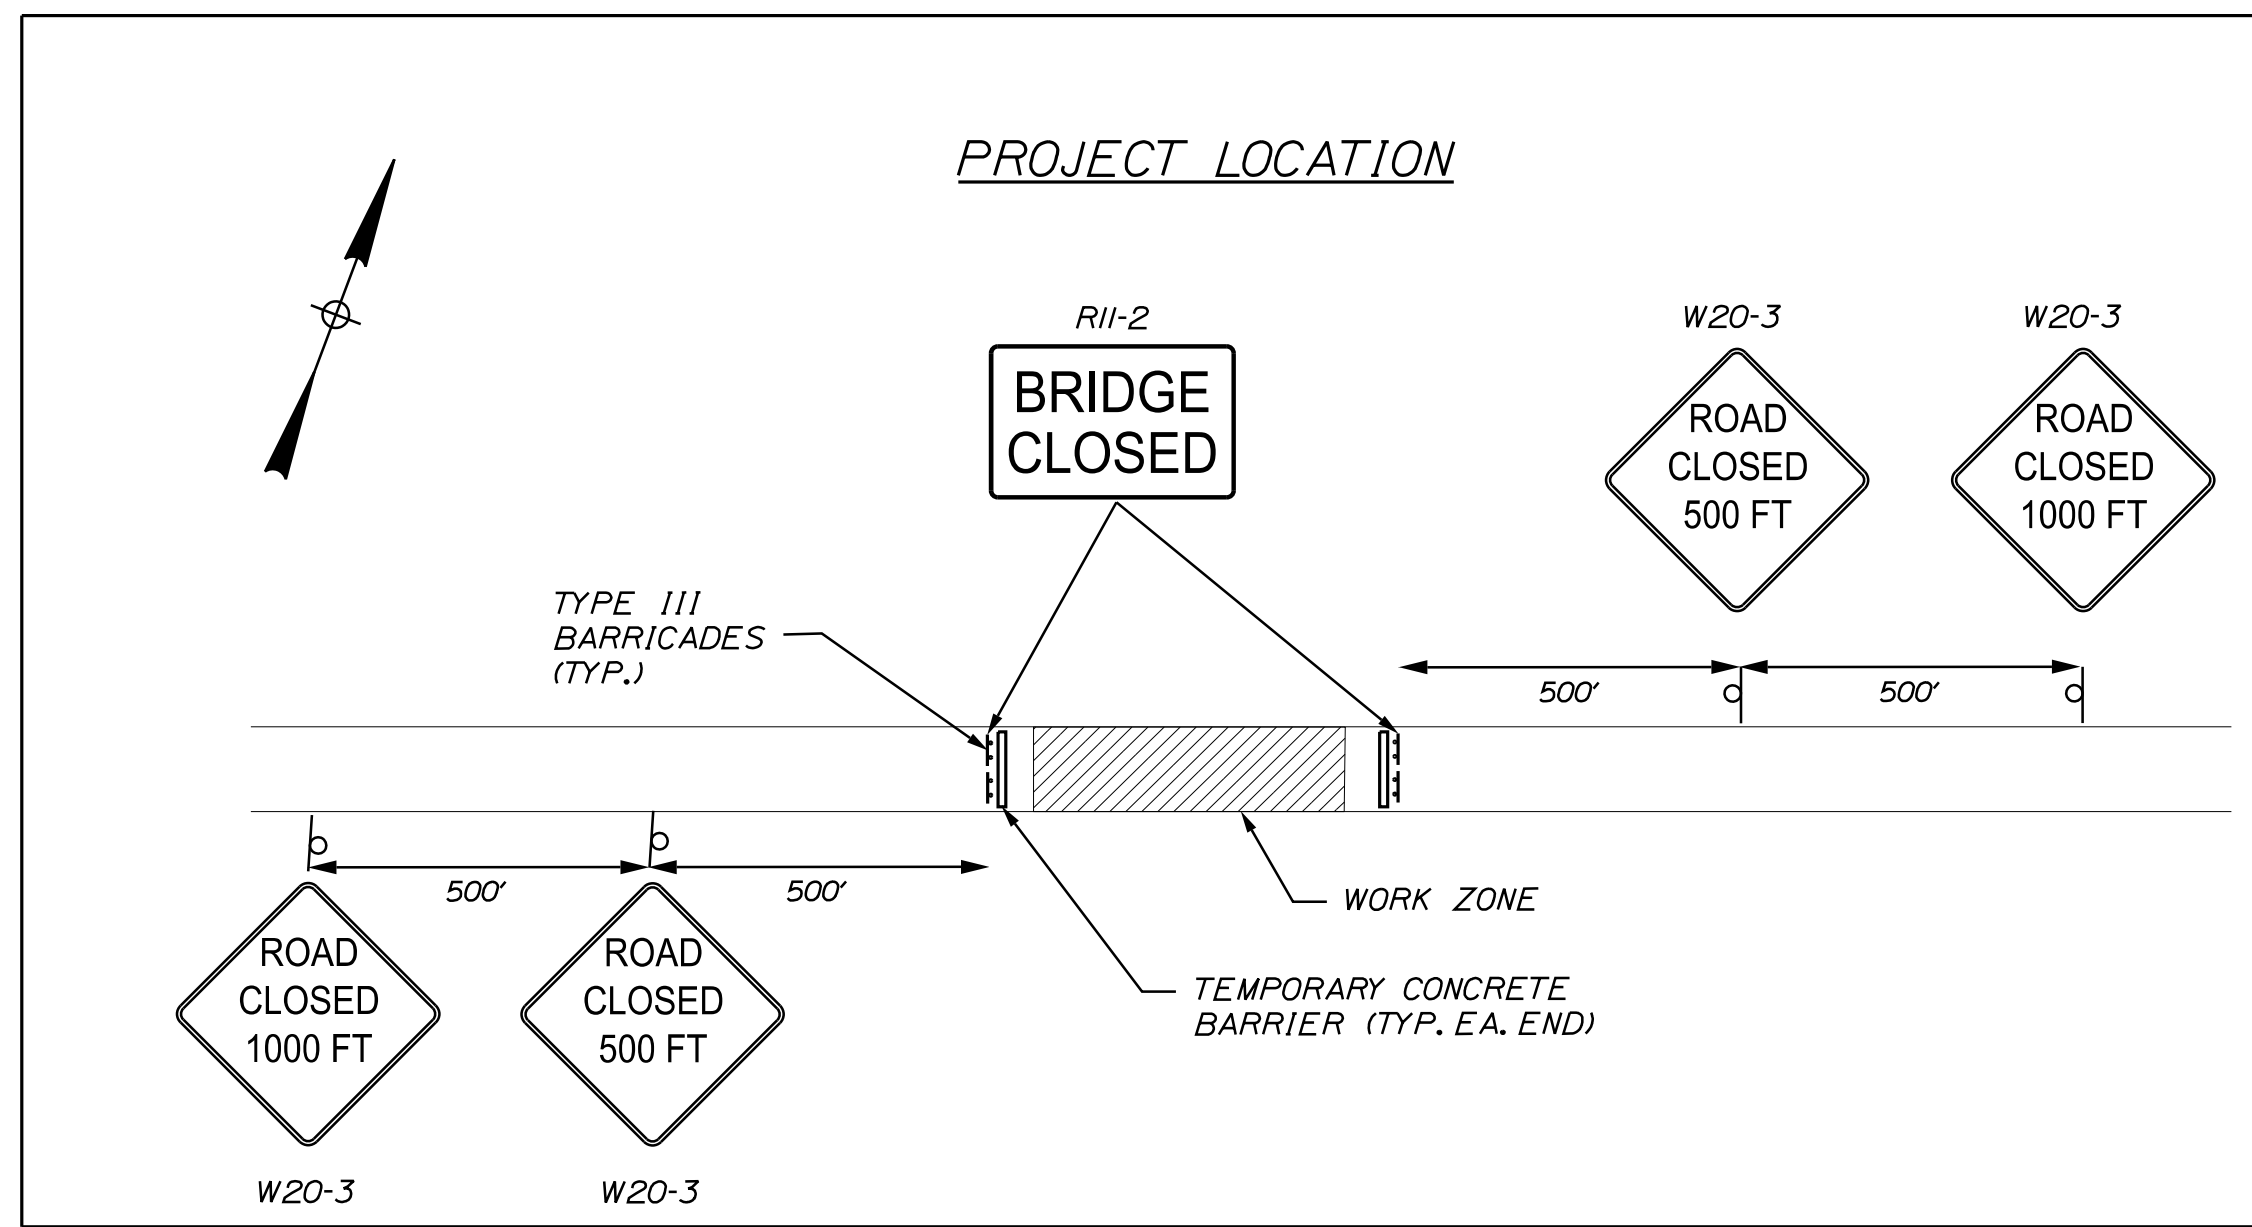 PROJECT LOCATION
R11-2
BRIDGE
CLOSED
W20-3
ROAD
CLOSED
500 FT
W20-3
ROAD
CLOSED
1000 FT
TYPE III
BARRICADES
(TYP.)
500'
500'
500'
500'
WORK ZONE
TEMPORARY CONCRETE
BARRIER (TYP. EA. END)
ROAD
CLOSED
1000 FT
W20-3
ROAD
CLOSED
500 FT
W20-3